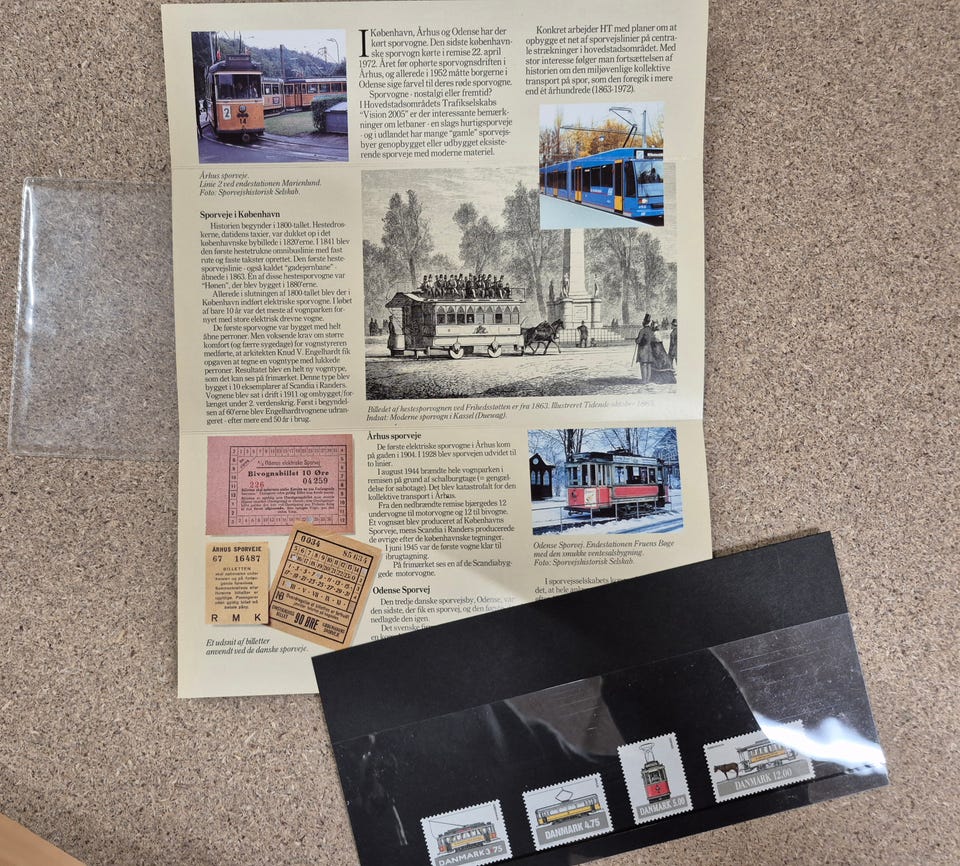 I København, Århus og Odense har der
kørt sporvogne. Den sidste københavn-
ske sporvogn kørte i remise 22. april
1972. Året før ophørte sporvognsdriften i
Århus, og allerede i 1952 måtte borgerne i
Odense sige farvel til deres røde sporvogne.
Sporvogne - nostalgi eller fremtid?
I Hovedstadsområdets Trafikselskabs
"Vision 2005" er der interessante bemærk-
ninger om letbaner - en slags hurtigsporveje
- og i udlandet har mange "gamle" sporvejs-
byer genopbygget eller udbygget eksiste-
rende sporveje med moderne materiel.
Konkret arbejder HT med planer om at
opbygge et net af sporvejslinier på centra-
le strækninger i hovedstadsområdet. Med
stor interesse følger man fortsættelsen af
historien om den miljøvenlige kollektive
transport på spor, som den foregik i mere
end ét århundrede (1863-1972).
2
14
Århus sporveje.
Linie 2 ved endestationen Marienlund.
Foto: Sporvejshistorisk Selskab.
Sporveje i København
Historien begynder i 1800-tallet. Hestedros-
kerne, datidens taxier, var dukket op i det
københavnske bybillede i 1820'erne. I 1841 blev
den første hestetrukne omnibuslinie med fast
rute og faste takster oprettet. Den første heste-
sporvejslinie - også kaldet "gadejernbane" -
åbnede i 1863. En af disse hestesporvogne var
"Hønen", der blev bygget i 1880'erne.
Allerede i slutningen af 1800-tallet blev der i
København indført elektriske sporvogne. I løbet
af bare 10 år var det meste af vognparken for-
nyet med store elektrisk drevne vogne.
De første sporvogne var bygget med helt
åbne perroner. Men voksende krav om større
komfort (og færre sygedage) for vognstyreren
medførte, at arkitekten Knud V. Engelhardt fik
opgaven at tegne en vogntype med lukkede
perroner. Resultatet blev en helt ny vogntype,
som det kan ses på frimærket. Denne type blev
bygget i 10 eksemplarer af Scandia i Randers.
Vognene blev sat i drift i 1911 og ombygget/for-
længet under 2. verdenskrig. Først i begyndel-
sen af 60'erne blev Engelhardtvognene udran-
geret - efter mere end 50 år i brug.
Billedet af hestesporvognen ved Frihedsstøtten er fra 1863. Illustreret Tidende oktober 1863.
Indsat: Moderne sporvogn i Kassel (Duewag).
Odense elektriske Sporvej
Bivognsbillet 10 Øre
226 04259
ÅRHUS SPORVEJE
67 16487
BILLETTEN
R M K
0034 85634
90 ØRE
KØBENHAVNS
SPORVEJE
Et udsnit af billetter
anvendt ved de danske sporveje.
Århus sporveje
De første elektriske sporvogne i Århus kom
på gaden i 1904. I 1928 blev sporvejen udvidet til
to linier.
I august 1944 brændte hele vognparken i
remisen på grund af schalburgtage (= gengæl-
delse for sabotage). Det blev katastrofalt for den
kollektive transport i Århus.
Fra den nedbrændte remise bjærgedes 12
undervogne til motorvogne og 12 til bivogne.
Et vognsæt blev produceret af Københavns
Sporveje, mens Scandia i Randers producerede
de øvrige efter de københavnske tegninger.
I juni 1945 var de første vogne klar til
ibrugtagning.
På frimærket ses en af de Scandiabyg-
gede motorvogne.
Odense Sporvej
Den tredje danske sporvejsby, Odense, var
den sidste, der fik en sporvej, og den
nedlagde den igen.
Det svenske
Odense Sporvej. Endestationen Fruens Bøge
med den smukke ventesalsbygning.
Foto: Sporvejshistorisk Selskab.
I sporvejsselskabets
det, at hele
DANMARK 3.75
DANMARK 4.75
DANMARK 5.00
DANMARK 12.00